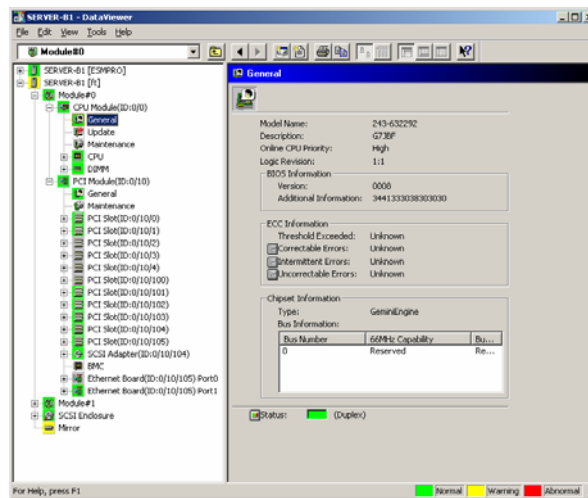 SERVER-B1 - DataViewer
File Edit View Tools Help
Module#0
SERVER-B1 [ESMPRO]
SERVER-B1 [ft]
Module#0
CPU Module(ID:0/0)
General
Update
Maintenance
CPU
DIMM
PCI Module(ID:0/10)
General
Maintenance
PCI Slot(ID:0/10/0)
PCI Slot(ID:0/10/1)
PCI Slot(ID:0/10/2)
PCI Slot(ID:0/10/3)
PCI Slot(ID:0/10/4)
PCI Slot(ID:0/10/100)
PCI Slot(ID:0/10/101)
PCI Slot(ID:0/10/102)
PCI Slot(ID:0/10/103)
PCI Slot(ID:0/10/104)
PCI Slot(ID:0/10/105)
SCSI Adapter(ID:0/10/104)
BMC
Ethernet Board(ID:0/10/105) Port0
Ethernet Board(ID:0/10/105) Port1
Module#1
SCSI Enclosure
Mirror
General
Model Name: 243-632292
Description: G7JBF
Online CPU Priority: High
Logic Revision: 1:1
BIOS Information
Version: 0008
Additional Information: 3441333038303030
ECC Information
Threshold Exceeded: Unknown
Correctable Errors: Unknown
Intermittent Errors: Unknown
Uncorrectable Errors: Unknown
Chipset Information
Type: GeminiEngine
Bus Information:
Bus Number 66MHz Capability Bu...
0 Reserved Re...
Status: (Duplex)
For Help, press F1 Normal Warning Abnormal